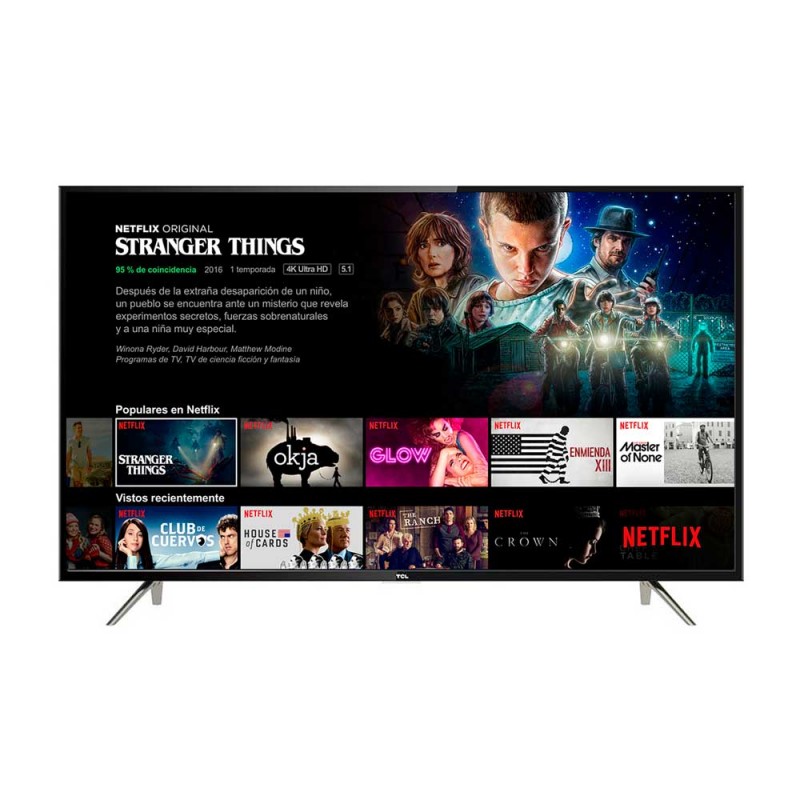 NETFLIX ORIGINAL
STRANGER THINGS
95 % de coincidencia 2016 1 temporada 4K Ultra HD 5.1
Después de la extraña desaparición de un niño,
un pueblo se encuentra ante un misterio que revela
experimentos secretos, fuerzas sobrenaturales
y a una niña muy especial.
Winona Ryder, David Harbour, Matthew Modine
Programas de TV, TV de ciencia ficción y fantasía
Populares en Netflix
NETFLIX
STRANGER
THINGS
NETFLIX
okja
NETFLIX
GLOW
NETFLIX
ENMIENDA
XIII
NETFLIX
Master
of None
Vistos recientemente
NETFLIX
CLUB DE
CUERVOS
NETFLIX
HOUSE
of CARDS
NETFLIX
THE
RANCH
NETFLIX
THE
CROWN
NETFLIX
TABLE
TCL